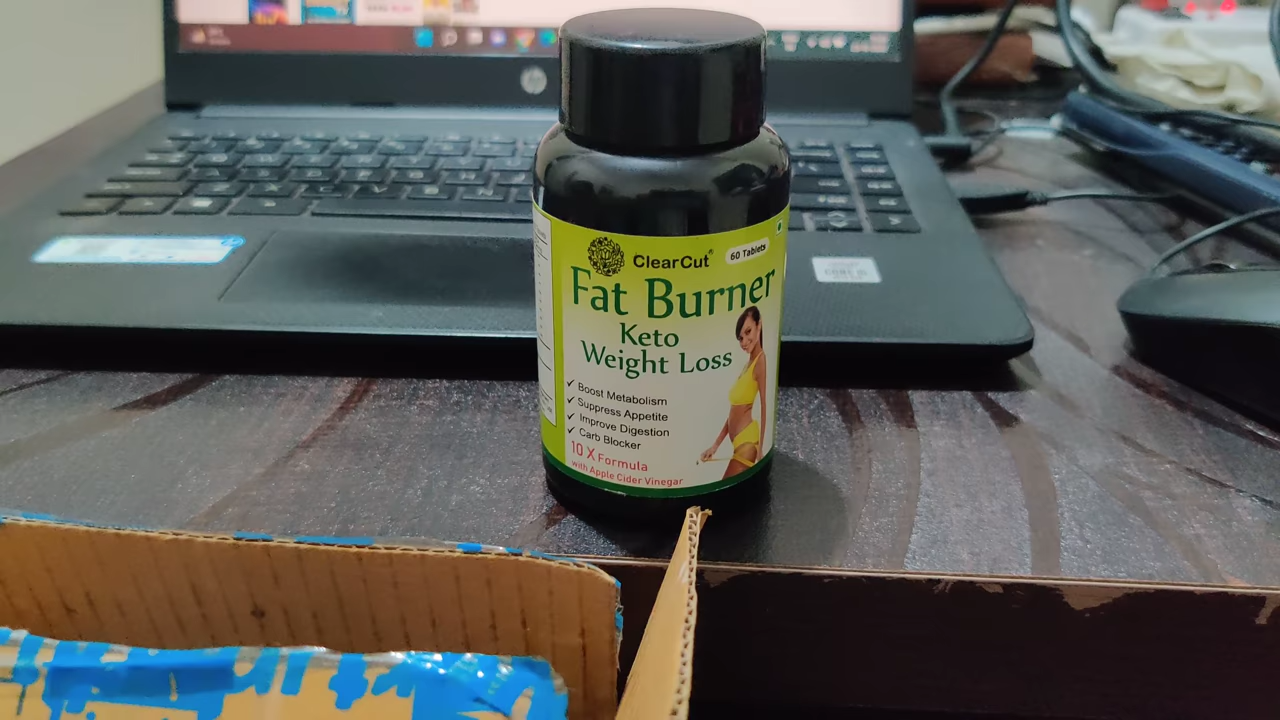 ClearCut®
60 Tablets
Fat Burner
Keto
Weight Loss
✓ Boost Metabolism
✓ Suppress Appetite
✓ Improve Digestion
✓ Carb Blocker
10 X Formula
with Apple Cider Vinegar
hp